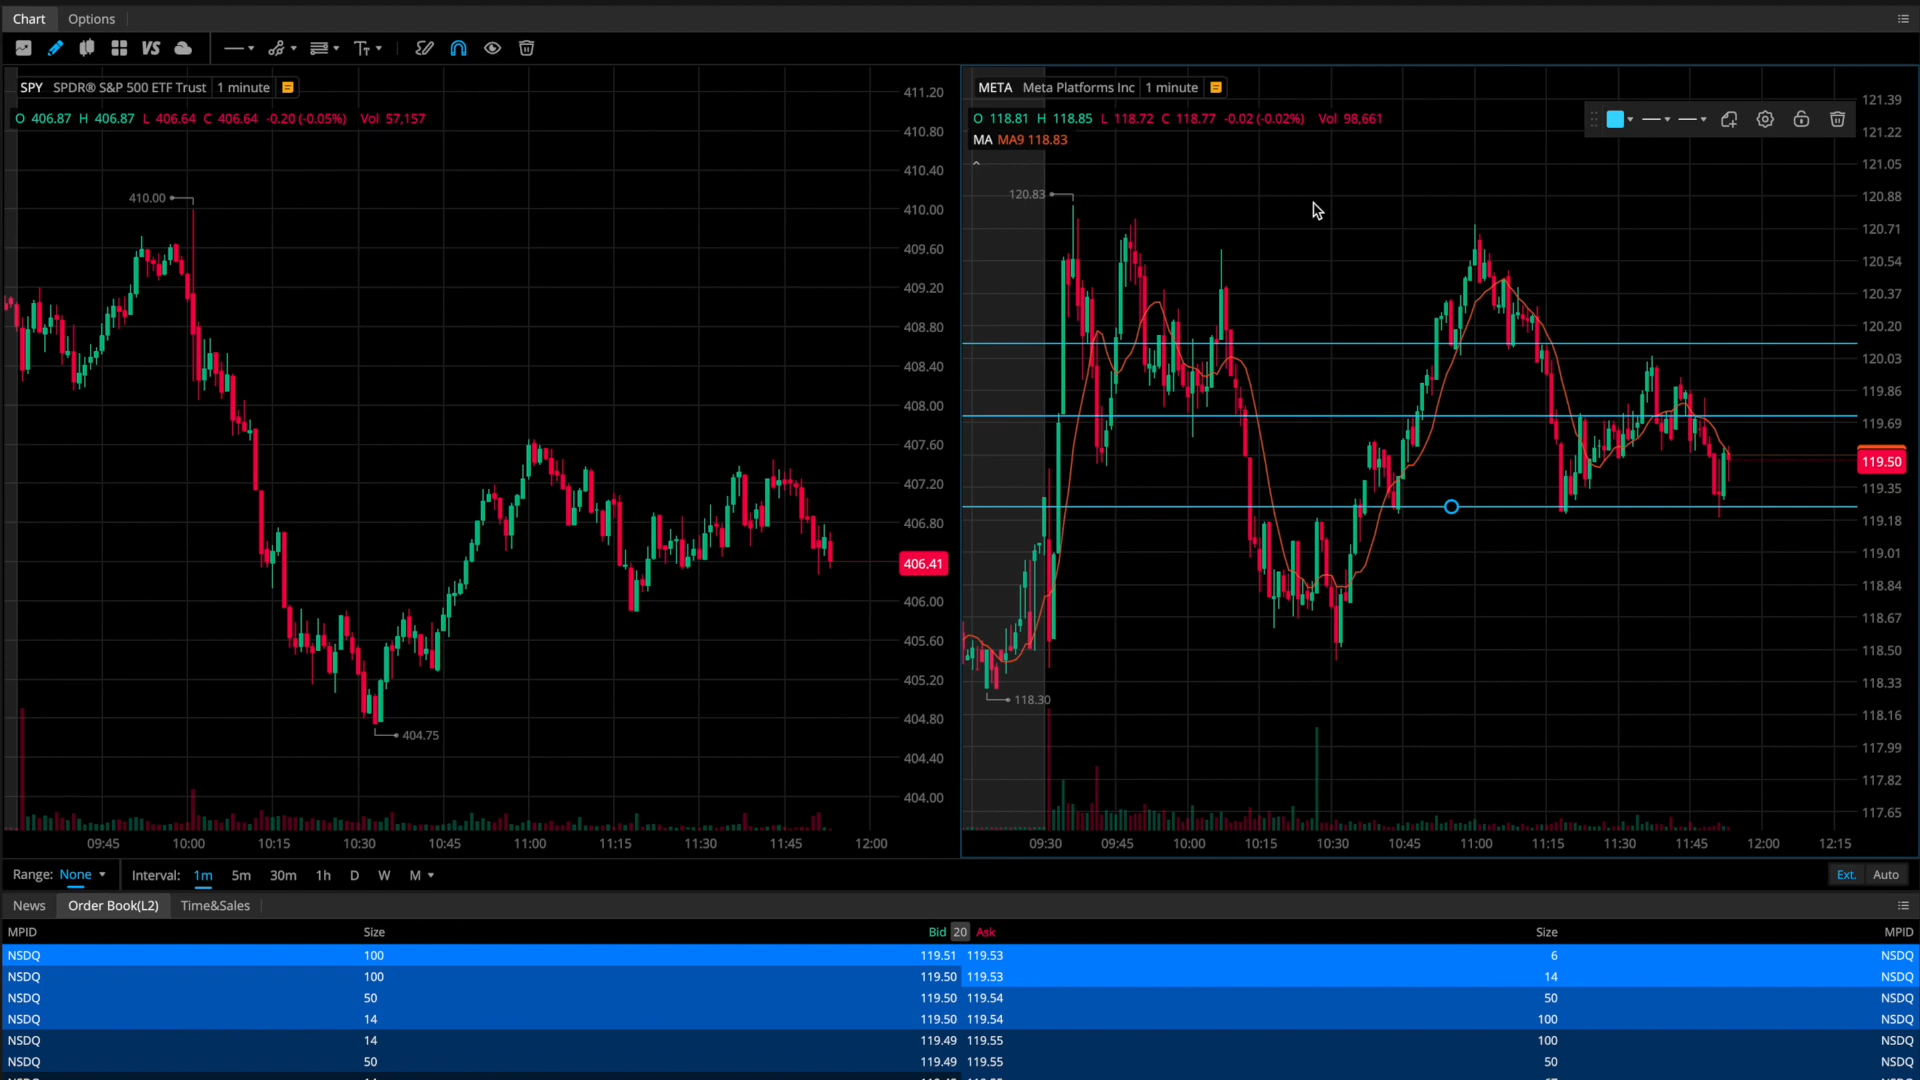 Chart Options
VS Tт
SPY SPDR® S&P 500 ETF Trust 1 minute
O 406.87 H 406.87 L 406.64 C 406.64 -0.20 (-0.05%) Vol 57,157
410.00
404.75
411.20
410.80
410.40
410.00
409.60
409.20
408.80
408.40
408.00
407.60
407.20
406.80
406.41
406.00
405.60
405.20
404.80
404.40
404.00
09:45 10:00 10:15 10:30 10:45 11:00 11:15 11:30 11:45 12:00
META Meta Platforms Inc 1 minute
O 118.81 H 118.85 L 118.72 C 118.77 -0.02 (-0.02%) Vol 98,661
MA MA9 118.83
120.83
118.30
121.39
121.22
121.05
120.88
120.71
120.54
120.37
120.20
120.03
119.86
119.69
119.50
119.35
119.18
119.01
118.84
118.67
118.50
118.33
118.16
117.99
117.82
117.65
09:30 09:45 10:00 10:15 10:30 10:45 11:00 11:15 11:30 11:45 12:00 12:15
Range: None Interval: 1m 5m 30m 1h D W M Ext. Auto
News Order Book(L2) Time&Sales
MPID Size Bid 20 Ask Size MPID
NSDQ 100 119.51 119.53 6 NSDQ
NSDQ 100 119.50 119.53 14 NSDQ
NSDQ 50 119.50 119.54 50 NSDQ
NSDQ 14 119.50 119.54 100 NSDQ
NSDQ 14 119.49 119.55 100 NSDQ
NSDQ 50 119.49 119.55 50 NSDQ